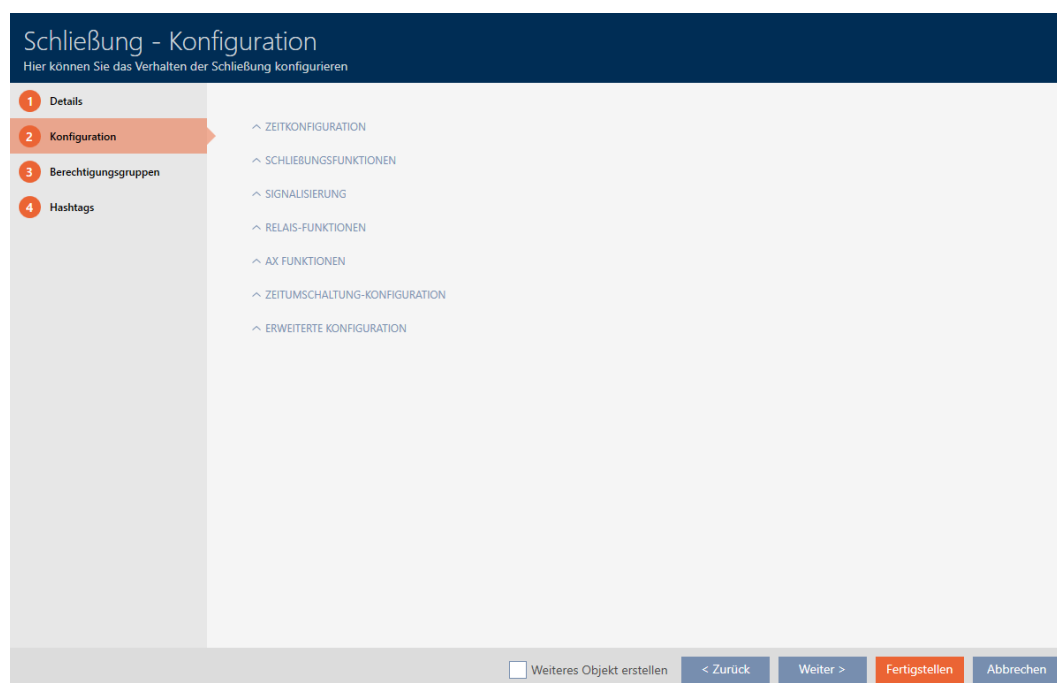 Schließung - Konfiguration
Hier können Sie das Verhalten der Schließung konfigurieren
1 Details
2 Konfiguration
3 Berechtigungsgruppen
4 Hashtags
ZEITKONFIGURATION
SCHLIEßUNGSFUNKTIONEN
SIGNALISIERUNG
RELAIS-FUNKTIONEN
AX FUNKTIONEN
ZEITUMSCHALTUNG-KONFIGURATION
ERWEITERTE KONFIGURATION
Weiteres Objekt erstellen < Zurück Weiter > Fertigstellen Abbrechen